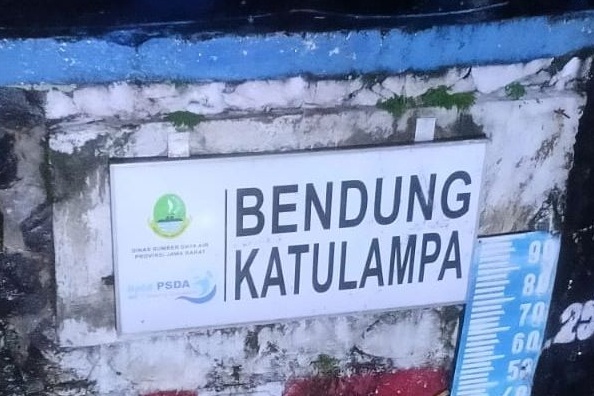 BENDUNG
KATULAMPA
DINAS SUMBER DAYA AIR
PROVINSI JAWA BARAT
PSDA
90
80
70
60